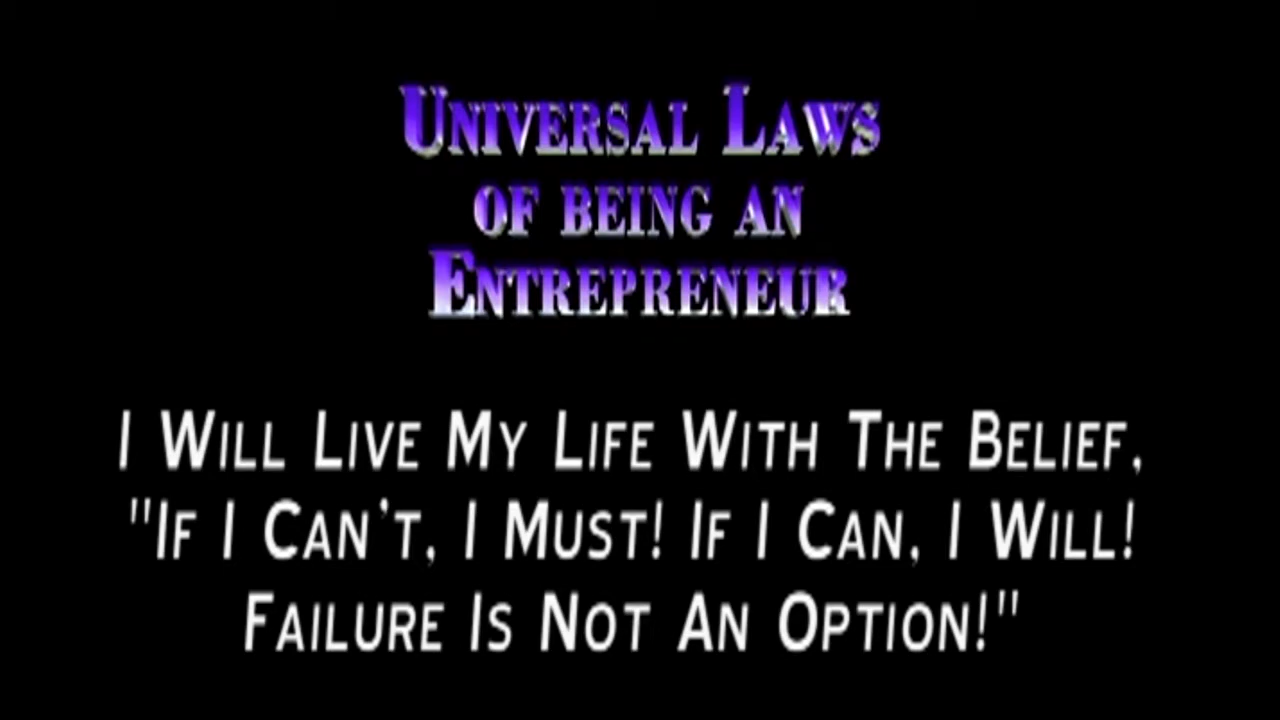 Universal Laws
of being an
Entrepreneur
I Will Live My Life With The Belief,
"If I Can't, I Must! If I Can, I Will!
Failure Is Not An Option!"